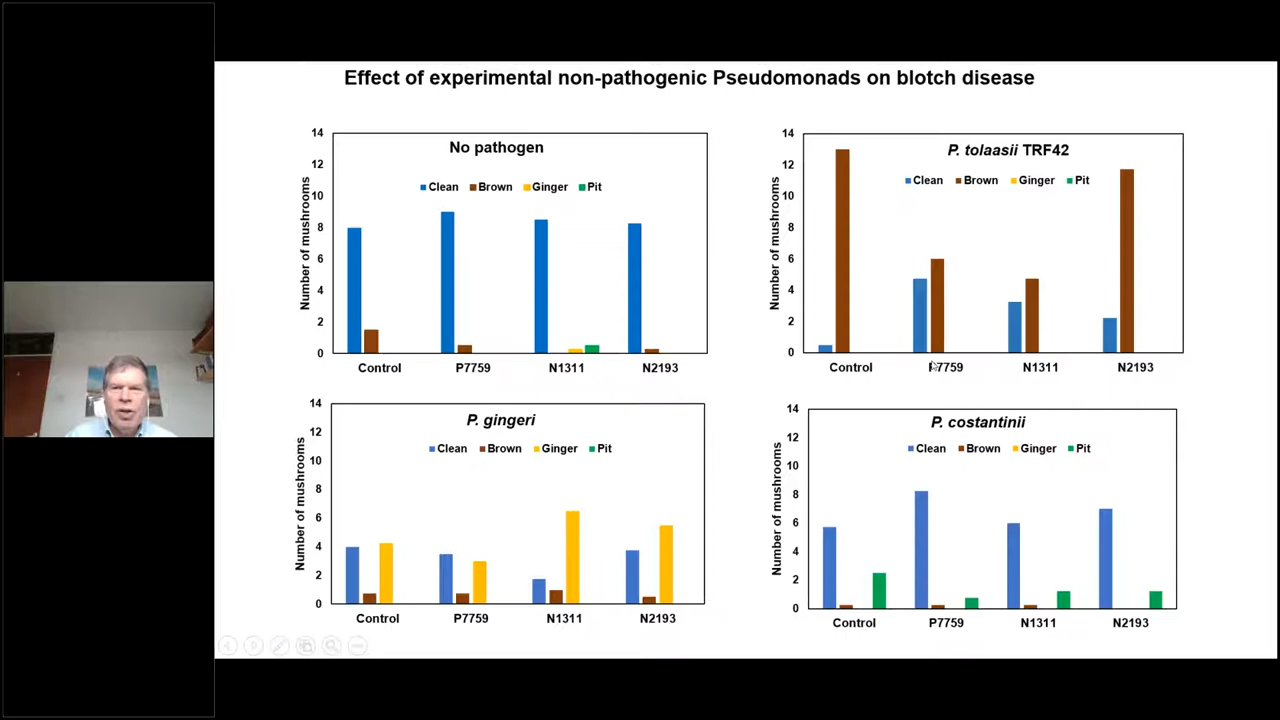 Effect of experimental non-pathogenic Pseudomonads on blotch disease
No pathogen
Clean Brown Ginger Pit
Number of mushrooms
14
12
10
8
6
4
2
0
Control P7759 N1311 N2193
P. tolaasii TRF42
Clean Brown Ginger Pit
Number of mushrooms
14
12
10
8
6
4
2
0
Control P7759 N1311 N2193
P. gingeri
Clean Brown Ginger Pit
Number of mushrooms
14
12
10
8
6
4
2
0
Control P7759 N1311 N2193
P. costantinii
Clean Brown Ginger Pit
Number of mushrooms
14
12
10
8
6
4
2
0
Control P7759 N1311 N2193